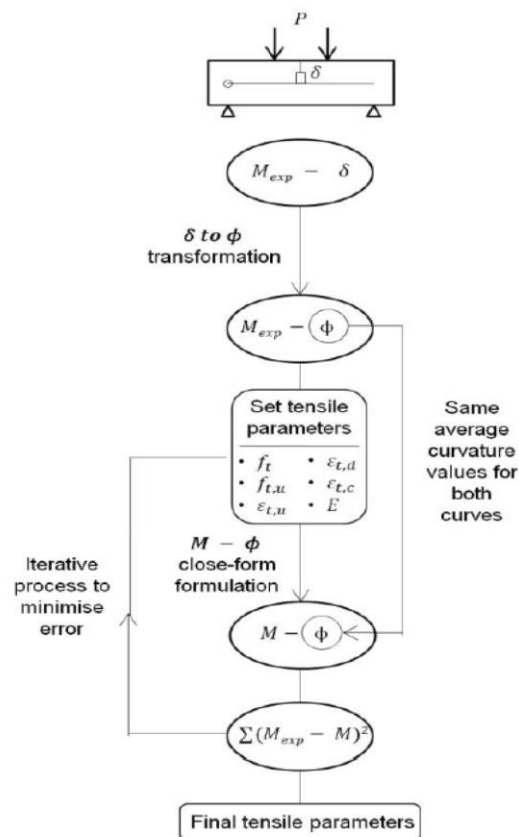 P
δ
M_exp − δ
δ to ϕ
transformation
M_exp − ϕ
Set tensile
parameters
• f_t • ε_t,d
• f_t,u • ε_t,c
• ε_t,u • E
Same
average
curvature
values for
both
curves
M − ϕ
close-form
formulation
Iterative
process to
minimise
error
M − ϕ
∑(M_exp − M)²
Final tensile parameters